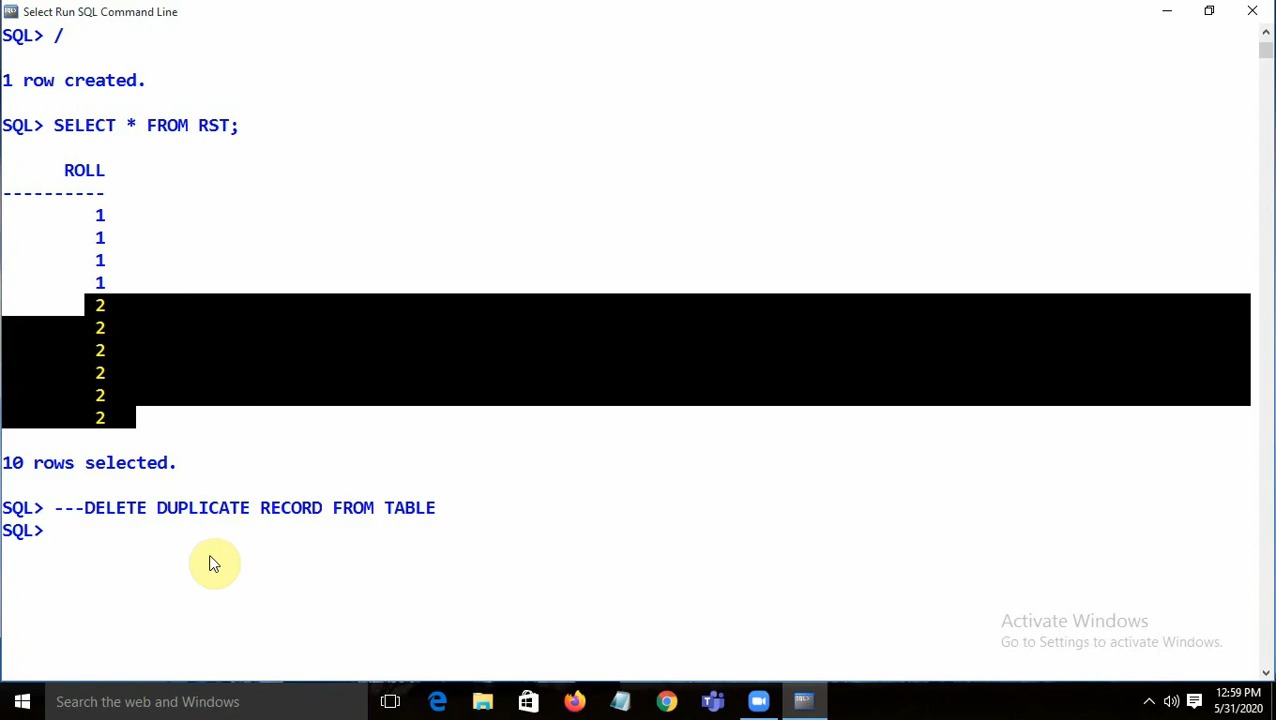 Select Run SQL Command Line
SQL> /
1 row created.
SQL> SELECT * FROM RST;
ROLL
----------
1
1
1
1
2
2
2
2
2
2
10 rows selected.
SQL> ---DELETE DUPLICATE RECORD FROM TABLE
SQL>
Activate Windows
Go to Settings to activate Windows.
Search the web and Windows
12:59 PM
5/31/2020